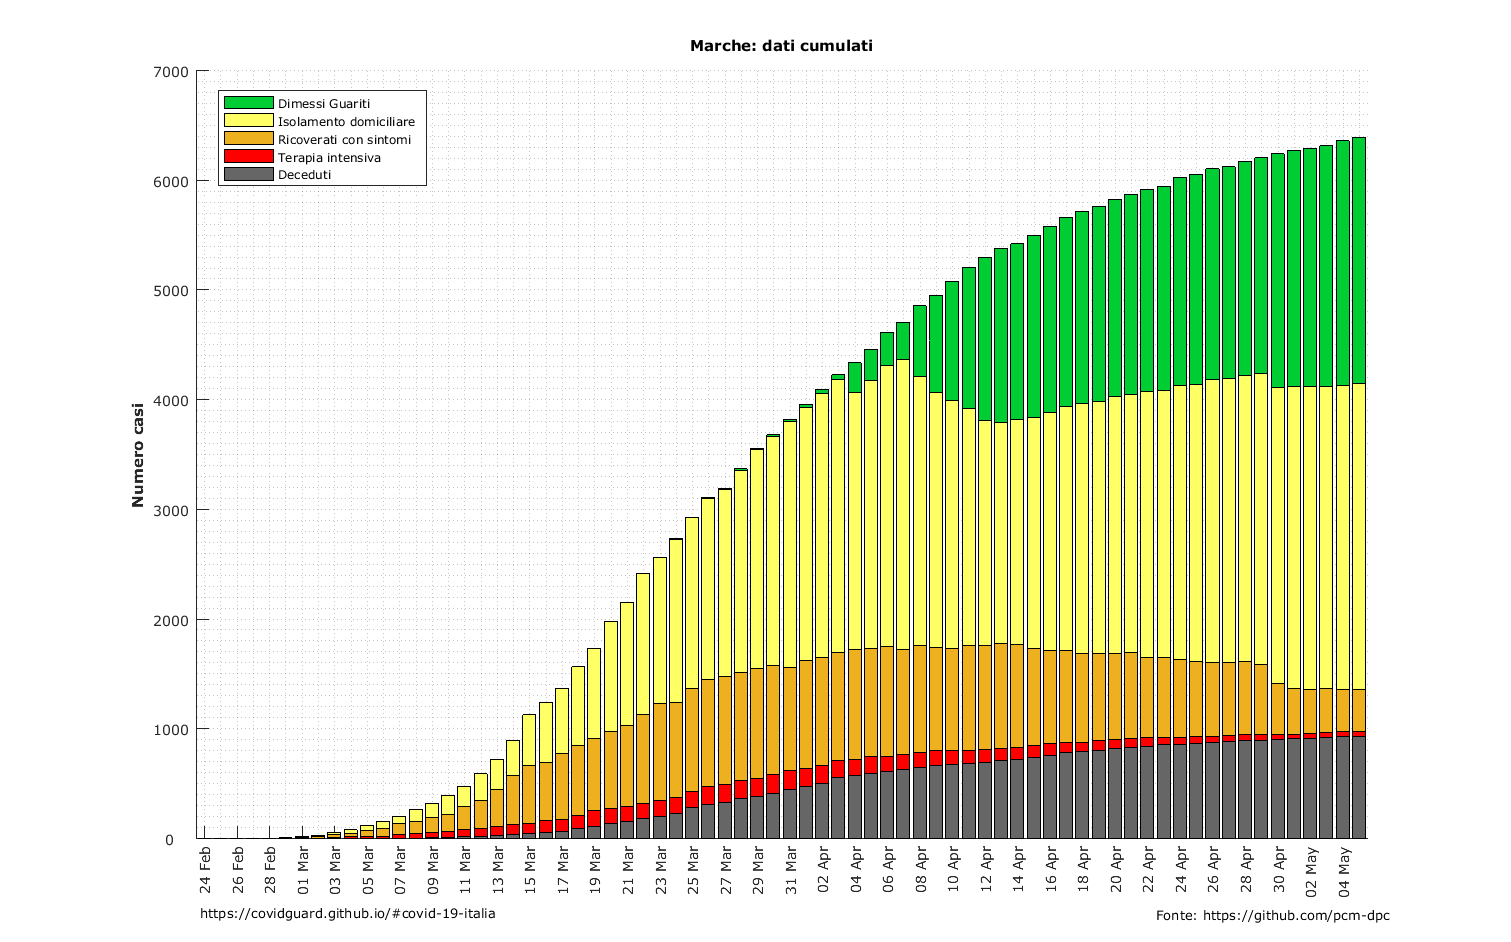 Marche: dati cumulati
7000
6000
5000
4000
3000
2000
1000
0
Numero casi
Dimessi Guariti
Isolamento domiciliare
Ricoverati con sintomi
Terapia intensiva
Deceduti
24 Feb
26 Feb
28 Feb
01 Mar
03 Mar
05 Mar
07 Mar
09 Mar
11 Mar
13 Mar
15 Mar
17 Mar
19 Mar
21 Mar
23 Mar
25 Mar
27 Mar
29 Mar
31 Mar
02 Apr
04 Apr
06 Apr
08 Apr
10 Apr
12 Apr
14 Apr
16 Apr
18 Apr
20 Apr
22 Apr
24 Apr
26 Apr
28 Apr
30 Apr
02 May
04 May
https://covidguard.github.io/#covid-19-italia
Fonte: https://github.com/pcm-dpc